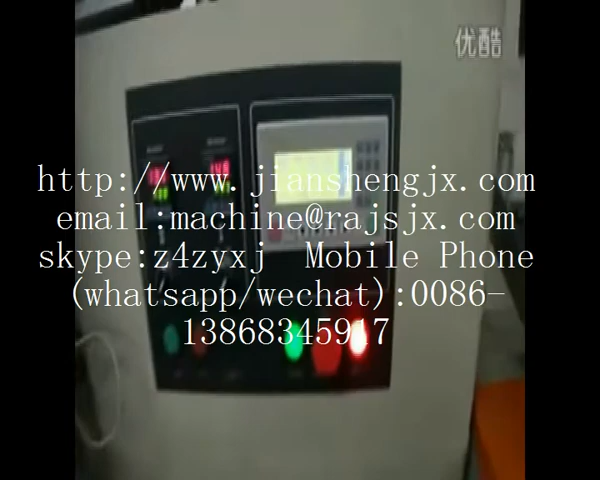 优酷
http://www.jianshengjx.com
email:machine@rajsjx.com
skype:z4zyxj Mobile Phone
(whatsapp/wechat):0086-
13868345917